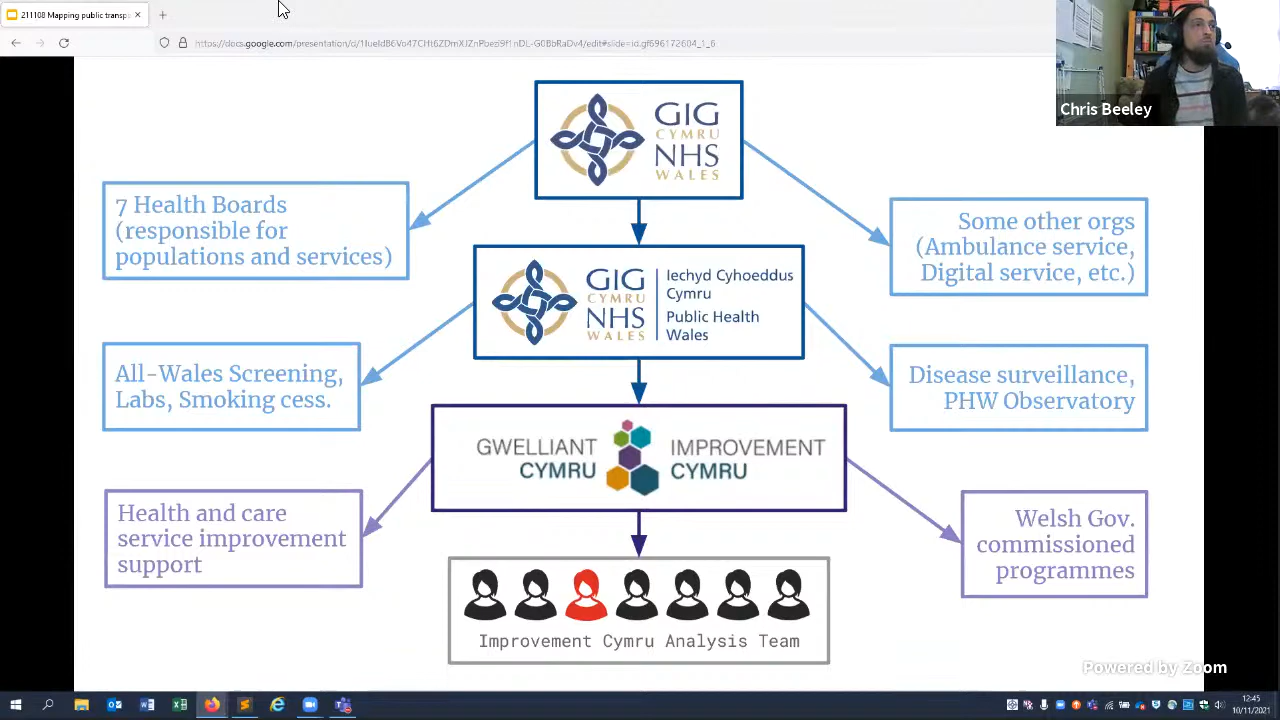 211108 Mapping public transp
Chris Beeley
GIG
CYMRU
NHS
WALES
7 Health Boards
(responsible for
populations and services)
Some other orgs
(Ambulance service,
Digital service, etc.)
GIG
CYMRU
NHS
WALES
Iechyd Cyhoeddus
Cymru
Public Health
Wales
All-Wales Screening,
Labs, Smoking cess.
Disease surveillance,
PHW Observatory
GWELLIANT
CYMRU
IMPROVEMENT
CYMRU
Health and care
service improvement
support
Welsh Gov.
commissioned
programmes
Improvement Cymru Analysis Team
Powered by Zoom
12:45
10/11/2021